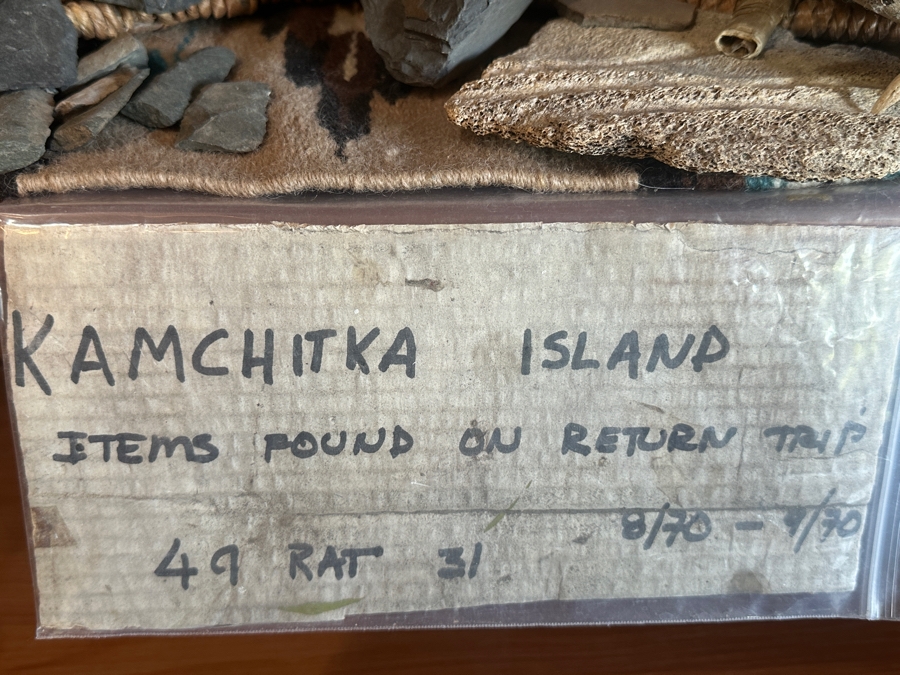 KAMCHITKA ISLAND
ITEMS FOUND ON RETURN TRIP
8/70 - 9/70
49 RAT 31